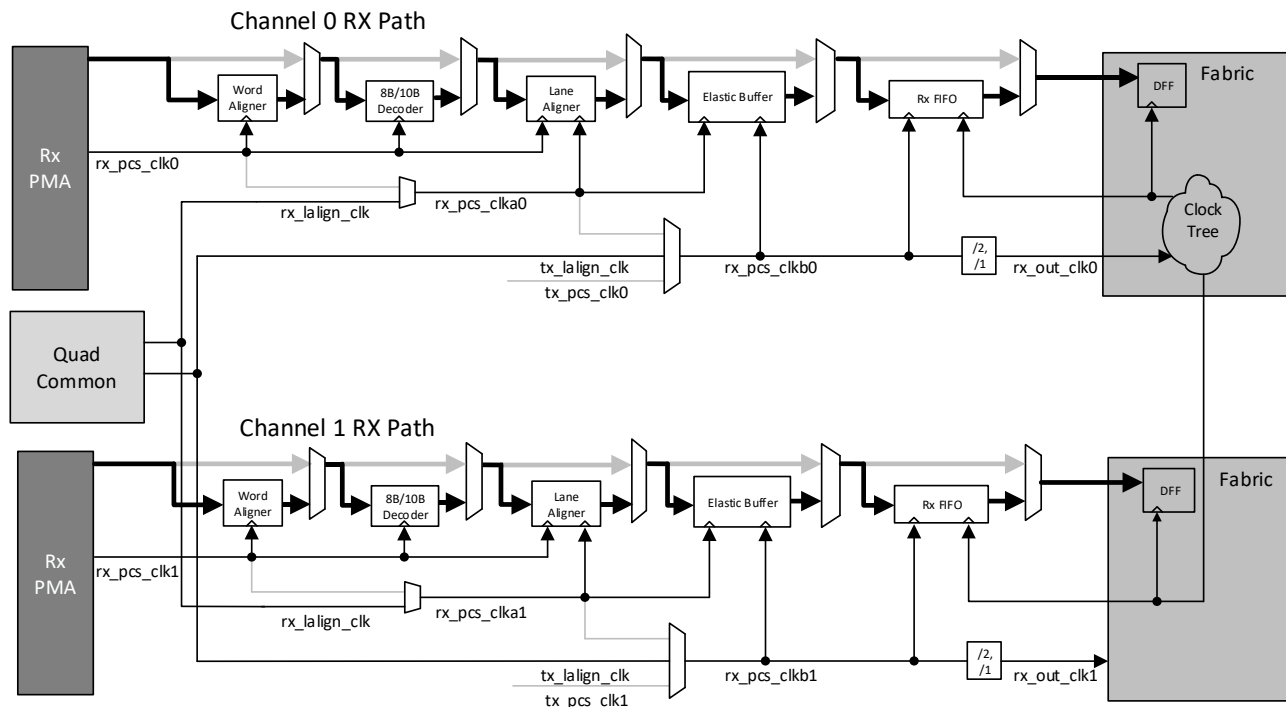 Channel 0 RX Path
Fabric
Word
Aligner
8B/10B
Decoder
Lane
Aligner
Elastic Buffer
Rx FIFO
DFF
Rx
PMA
rx_pcs_clk0
rx_lalign_clk
rx_pcs_clka0
Clock
Tree
tx_lalign_clk
tx_pcs_clk0
rx_pcs_clkb0
/2,
/1
rx_out_clk0
Quad
Common
Channel 1 RX Path
Fabric
Word
Aligner
8B/10B
Decoder
Lane
Aligner
Elastic Buffer
Rx FIFO
DFF
Rx
PMA
rx_pcs_clk1
rx_lalign_clk
rx_pcs_clka1
tx_lalign_clk
tx_pcs_clk1
rx_pcs_clkb1
/2,
/1
rx_out_clk1